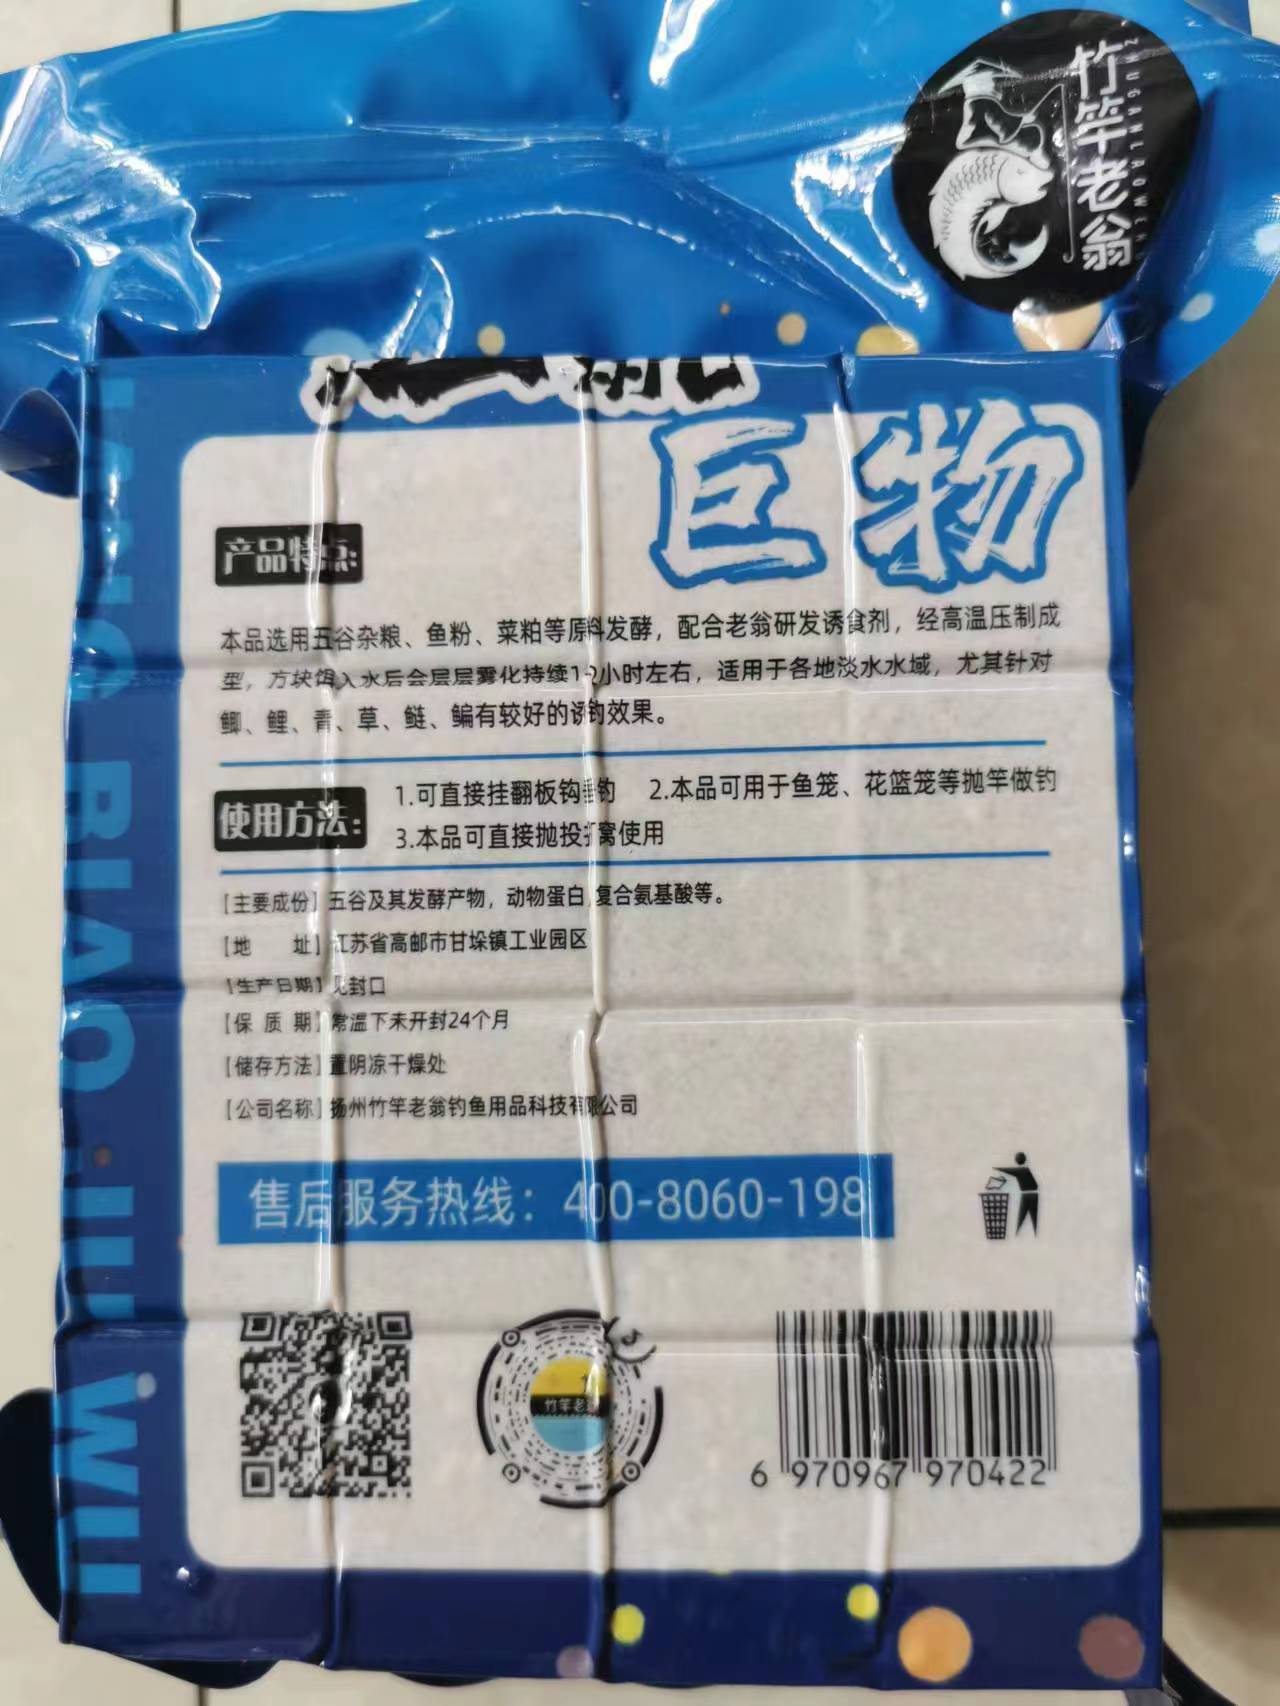 竹竿老翁
ZHUGANLAOWENG
巨物
产品特点:
本品选用五谷杂粮、鱼粉、菜粕等原料发酵，配合老翁研发诱食剂，经高温压制成
型，方块饵入水后会层层雾化持续1-2小时左右，适用于各地淡水水域，尤其针对
鲫、鲤、青、草、鲢、鳊有较好的诱钓效果。
使用方法:
1.可直接挂翻板钩垂钓 2.本品可用于鱼笼、花篮笼等抛竿做钓
3.本品可直接抛投打窝使用
【主要成份】五谷及其发酵产物，动物蛋白,复合氨基酸等。
【地 址】江苏省高邮市甘垛镇工业园区
【生产日期】见封口
【保 质 期】常温下未开封24个月
【储存方法】置阴凉干燥处
【公司名称】扬州竹竿老翁钓鱼用品科技有限公司
售后服务热线：400-8060-198
竹竿老翁
6 970967 970422
BIAO JU WU